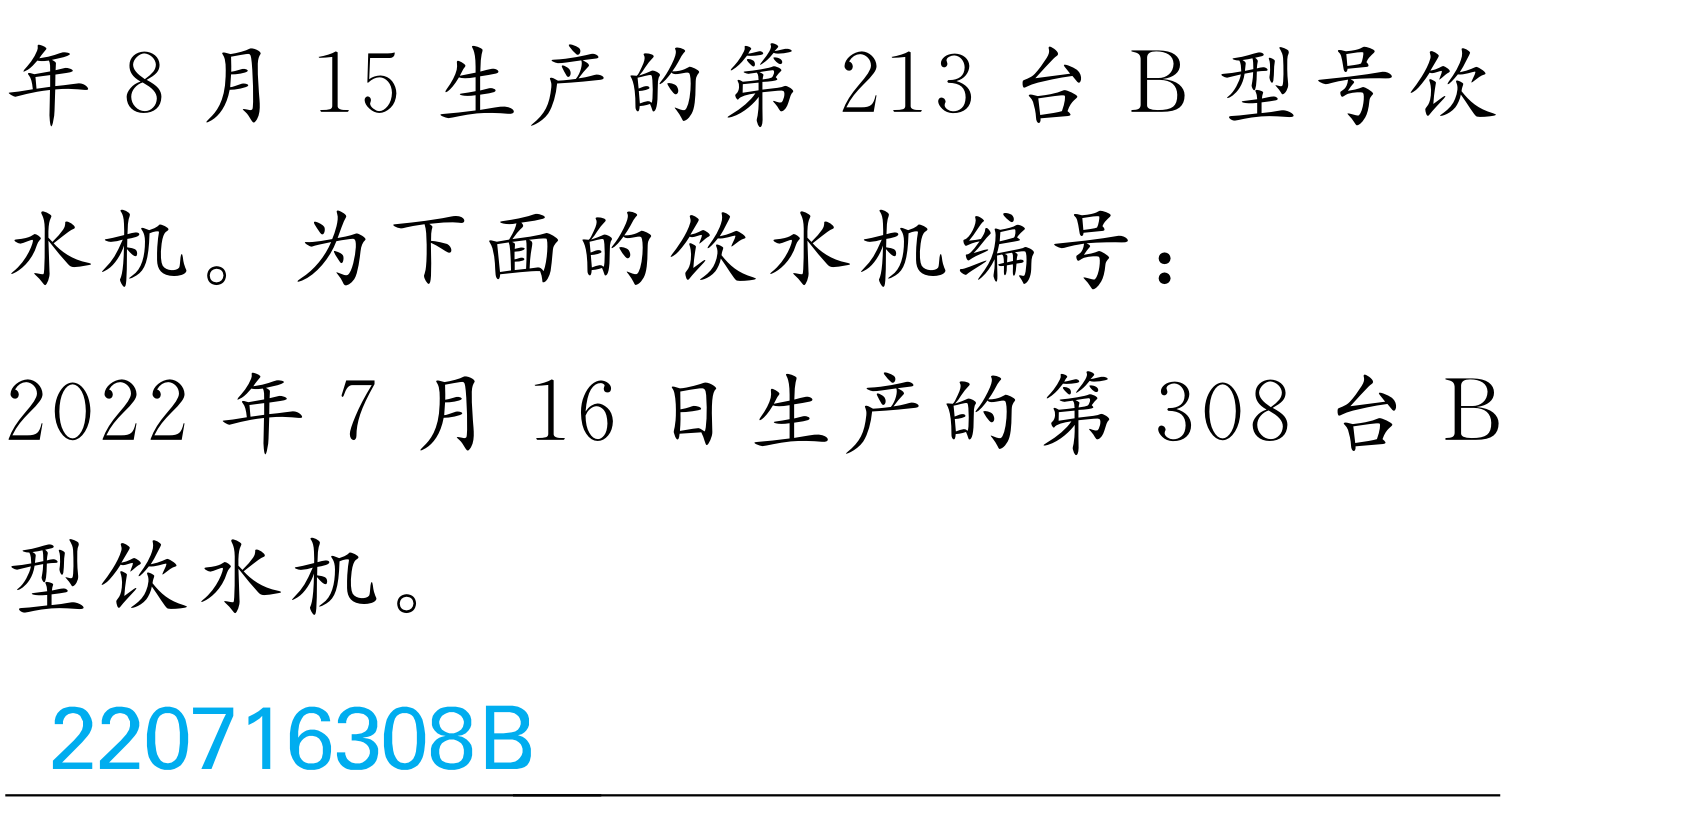 年 8 月 15 生产的第 213 台 B 型号饮
水机。为下面的饮水机编号：
2022 年 7 月 16 日生产的第 308 台 B
型饮水机。
220716308B